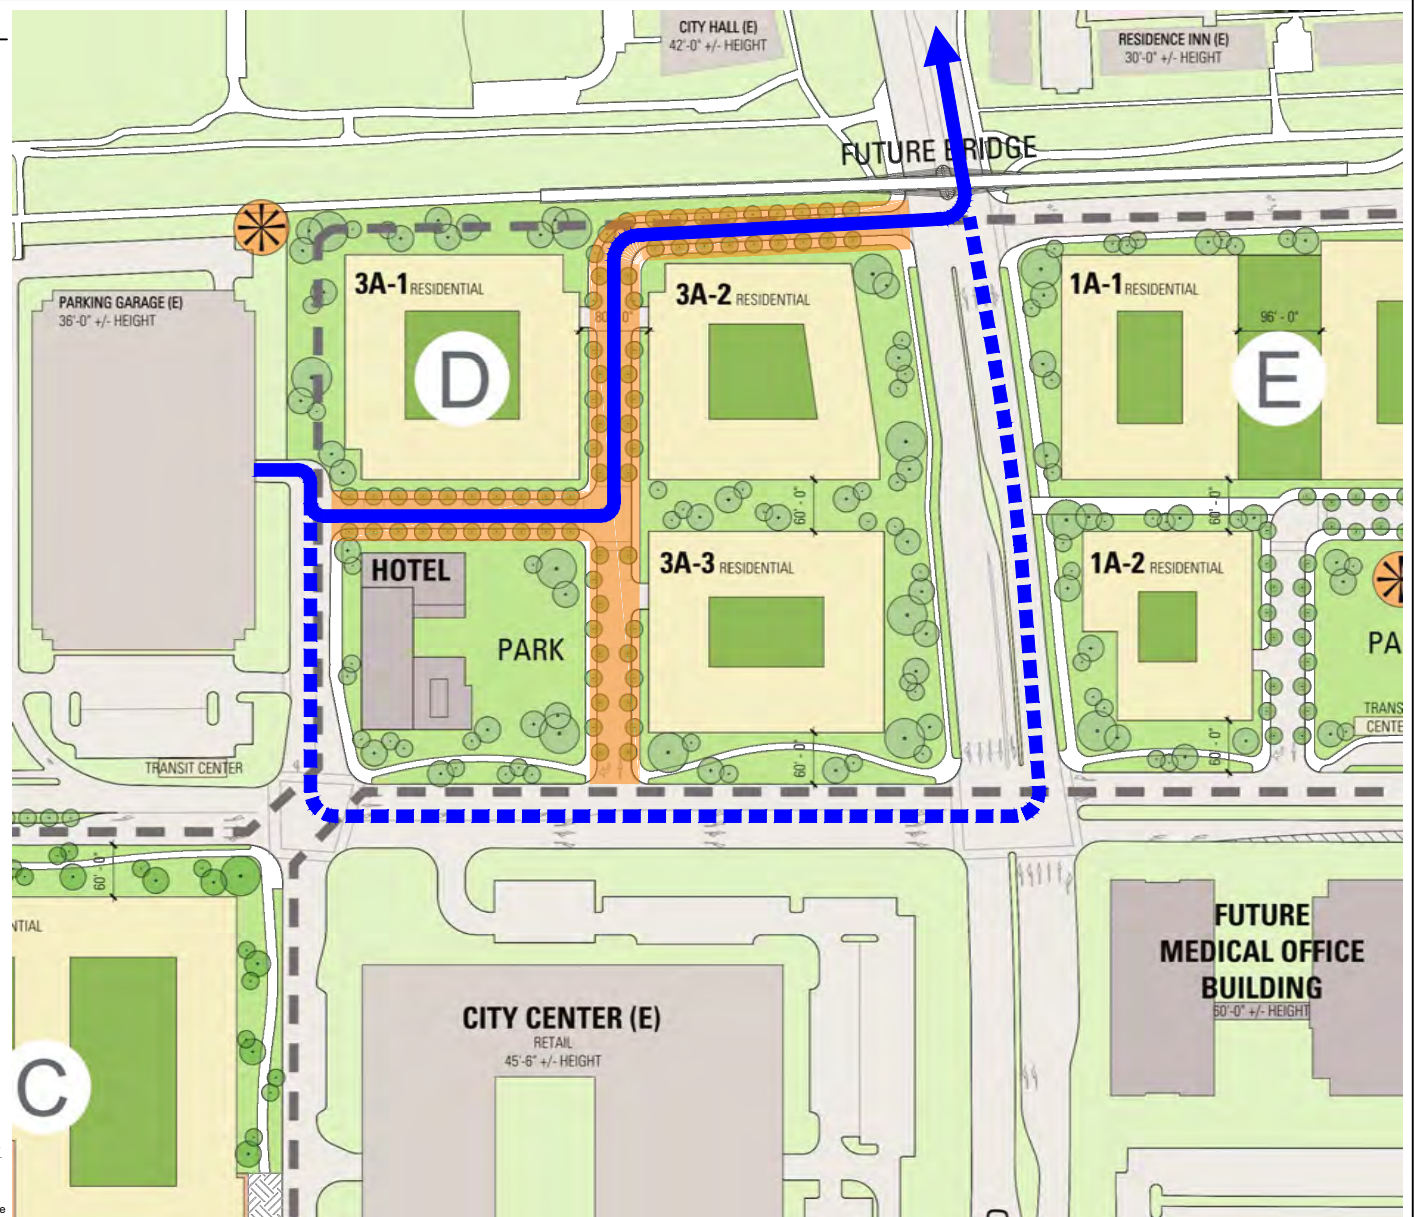 CITY HALL (E)
42'-0" +/- HEIGHT
RESIDENCE INN (E)
30'-0" +/- HEIGHT
FUTURE BRIDGE
PARKING GARAGE (E)
36'-0" +/- HEIGHT
3A-1 RESIDENTIAL
3A-2 RESIDENTIAL
1A-1 RESIDENTIAL
96' - 0"
D
E
60' - 0"
60' - 0"
HOTEL
3A-3 RESIDENTIAL
1A-2 RESIDENTIAL
PARK
PA
TRANS
CENTE
TRANSIT CENTER
60' - 0"
60' - 0"
60' - 0"
NTIAL
FUTURE
MEDICAL OFFICE
BUILDING
60'-0" +/- HEIGHT
CITY CENTER (E)
RETAIL
45'-6" +/- HEIGHT
C
e